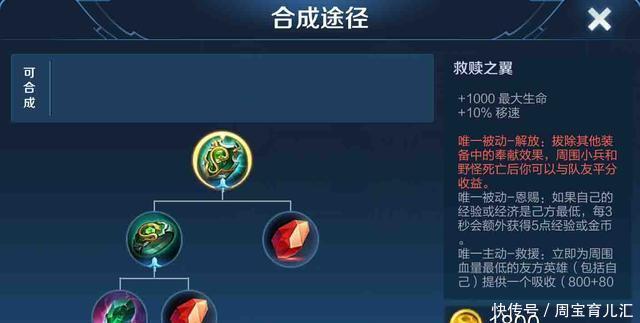 合成途径
可合成
救赎之翼
+1000 最大生命
+10% 移速
唯一被动-解放：拔除其他
装备中的奉献效果，周围小兵和
野怪死亡后你可以与队友平分
收益。
唯一被动-恩赐：如果自己的
经验或经济是己方最低，每3
秒会额外获得5点经验或金币
。
唯一主动-救援：立即为周围
血量最低的友方英雄（包括自
己）提供一个吸收（800+80
1800
快传号/周宝育儿汇